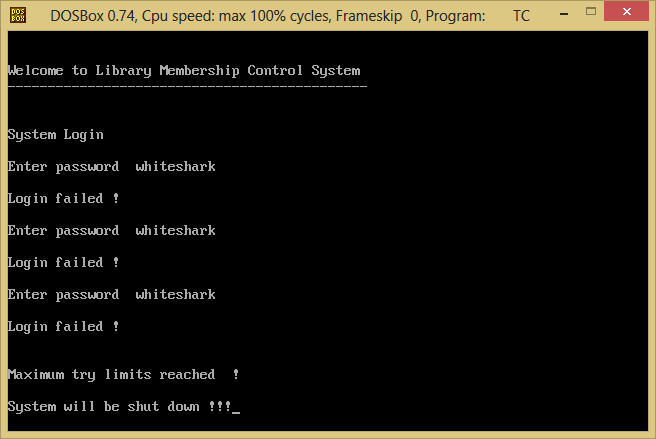 DOS BOX
DOSBox 0.74, Cpu speed: max 100% cycles, Frameskip  0, Program:       TC
Welcome to Library Membership Control System
---------------------------------------------
System Login
Enter password  whiteshark
Login failed !
Enter password  whiteshark
Login failed !
Enter password  whiteshark
Login failed !
Maximum try limits reached  !
System will be shut down !!!_